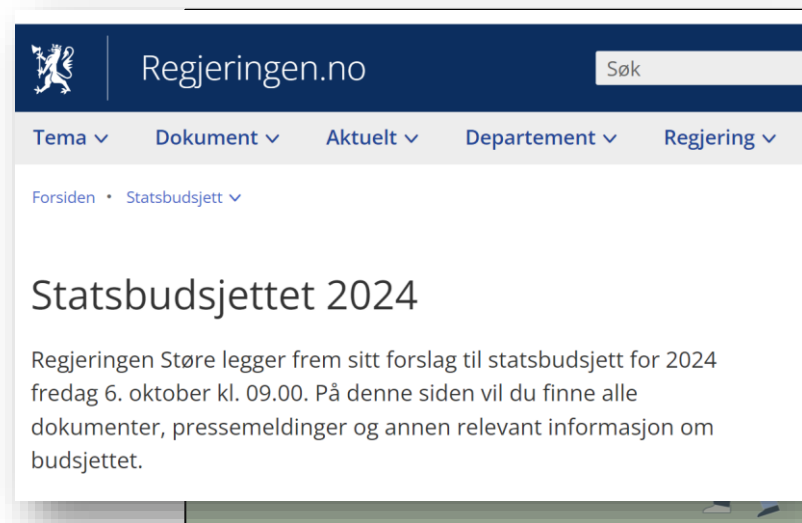 Regjeringen.no
Søk
Tema Dokument Aktuelt Departement Regjering
Forsiden • Statsbudsjett
Statsbudsjettet 2024
Regjeringen Støre legger frem sitt forslag til statsbudsjett for 2024
fredag 6. oktober kl. 09.00. På denne siden vil du finne alle
dokumenter, pressemeldinger og annen relevant informasjon om
budsjettet.